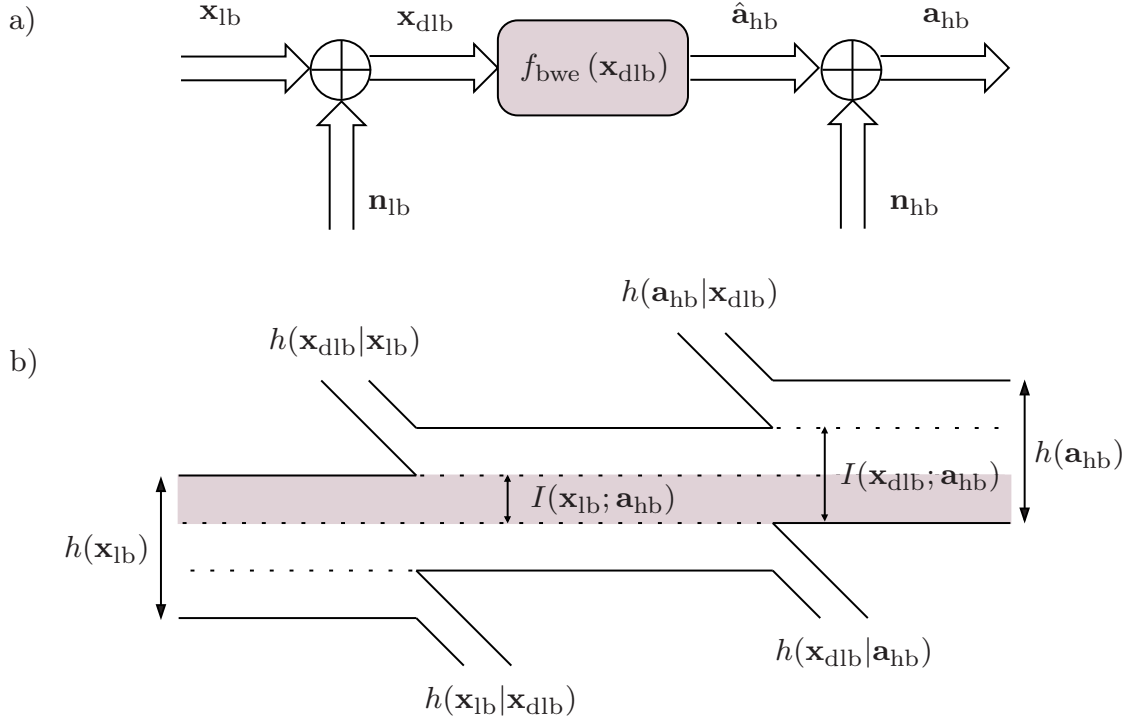 a)
x_lb
x_dlb
f_bwe (x_dlb)
â_hb
a_hb
n_lb
n_hb
b)
h(a_hb|x_dlb)
h(x_dlb|x_lb)
h(a_hb)
I(x_dlb; a_hb)
I(x_lb; a_hb)
h(x_lb)
h(x_dlb|a_hb)
h(x_lb|x_dlb)